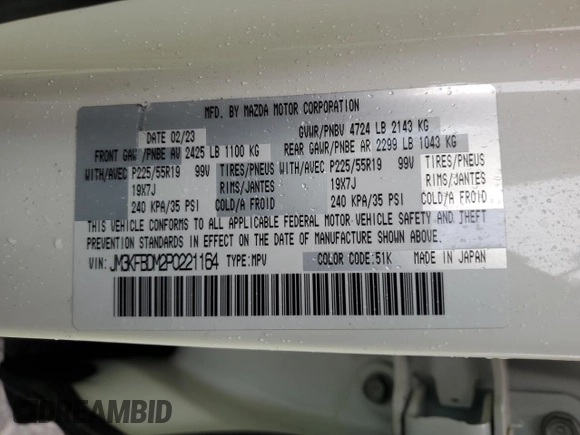 MFD. BY MAZDA MOTOR CORPORATION
DATE 02/23 GVWR/PNBV 4724 LB 2143 KG
FRONT GAWR/PNBE AV 2425 LB 1100 KG REAR GAWR/PNBE AR 2299 LB 1043 KG
WITH/AVEC P225/55R19 99V TIRES/PNEUS WITH/AVEC P225/55R19 99V TIRES/PNEUS
19X7J RIMS/JANTES 19X7J RIMS/JANTES
240 KPA/35 PSI COLD/A FROID 240 KPA/35 PSI COLD/A FROID
THIS VEHICLE CONFORMS TO ALL APPLICABLE FEDERAL MOTOR VEHICLE SAFETY AND THEFT
PREVENTION STANDARDS IN EFFECT ON THE DATE OF MANUFACTURE SHOWN ABOVE.
VIN: JM3KFBDM2P0221164 TYPE:MPV COLOR CODE:51K MADE IN JAPAN
DREAMBID